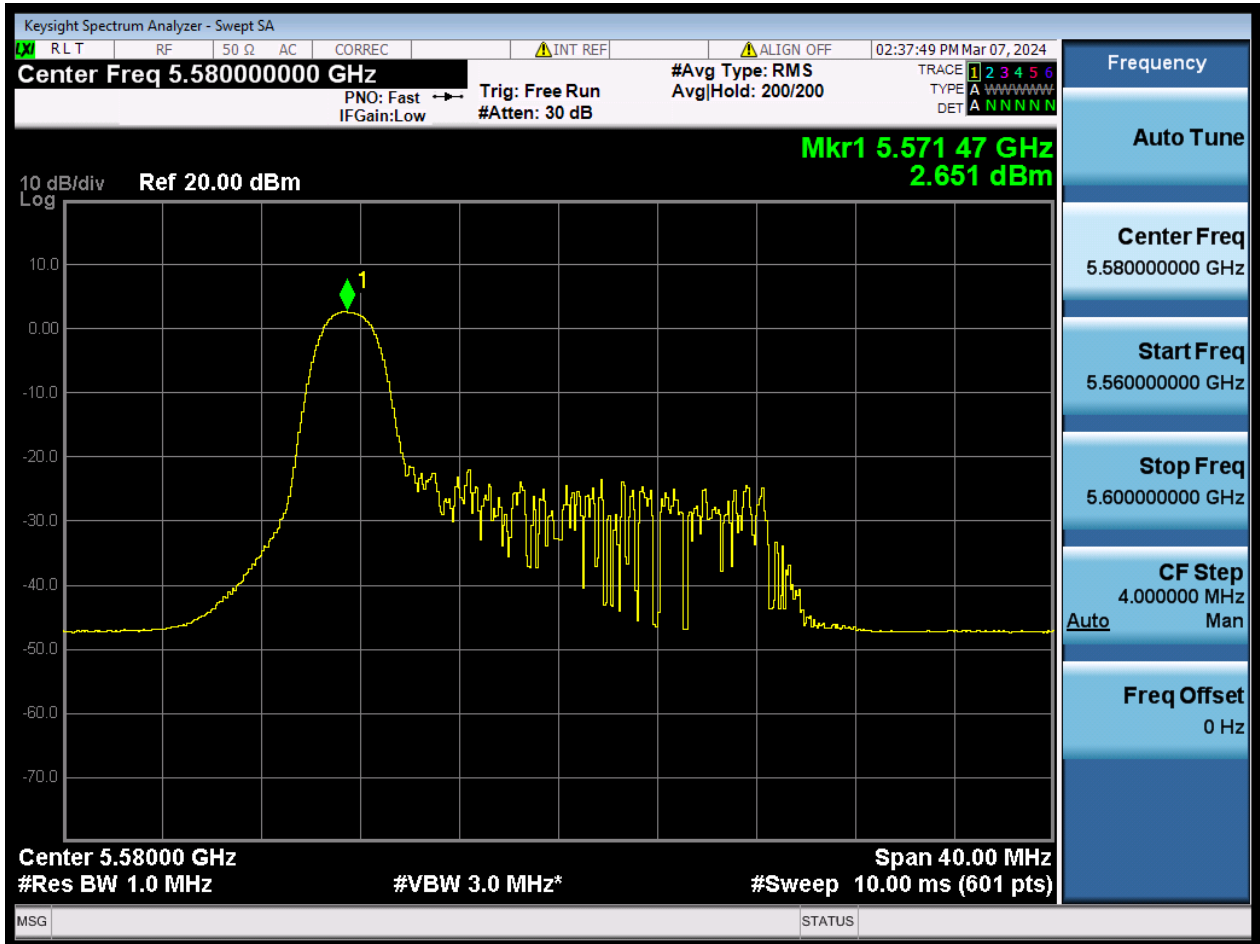 Keysight Spectrum Analyzer - Swept SA
LXI RLT RF 50 Ω AC CORREC INT REF ALIGN OFF 02:37:49 PM Mar 07, 2024
Center Freq 5.580000000 GHz
PNO: Fast
IFGain:Low
Trig: Free Run
#Atten: 30 dB
#Avg Type: RMS
Avg|Hold: 200/200
TRACE 1 2 3 4 5 6
TYPE A WWWWW
DET A N N N N N
Mkr1 5.571 47 GHz
2.651 dBm
10 dB/div Ref 20.00 dBm
Log
1
10.0
0.00
-10.0
-20.0
-30.0
-40.0
-50.0
-60.0
-70.0
Center 5.58000 GHz Span 40.00 MHz
#Res BW 1.0 MHz #VBW 3.0 MHz* #Sweep 10.00 ms (601 pts)
MSG STATUS
Frequency
Auto Tune
Center Freq
5.580000000 GHz
Start Freq
5.560000000 GHz
Stop Freq
5.600000000 GHz
CF Step
4.000000 MHz
Auto Man
Freq Offset
0 Hz